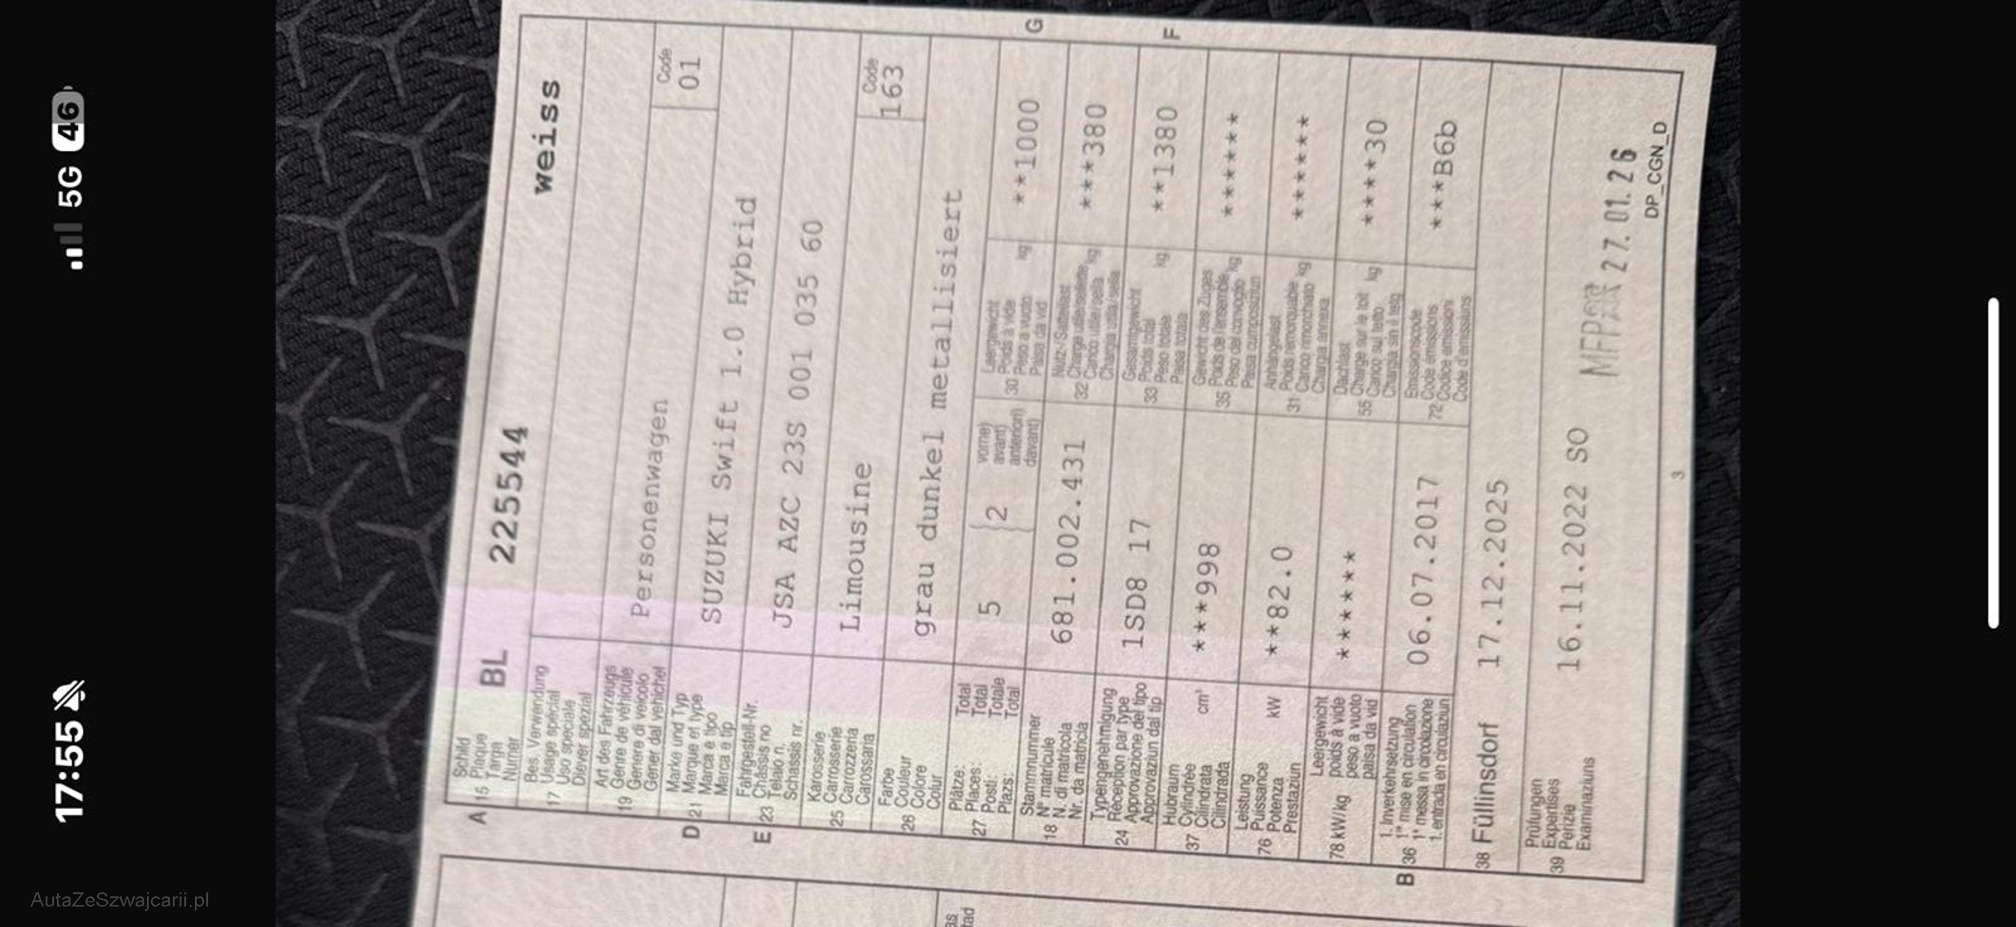 17:55
5G 46
A 15 Schild
Plaque
Targa
Numer
BL 225544 weiss
17 Bes. Verwendung
Usage spécial
Uso speciale
Diever spezial
19 Art des Fahrzeugs
Genre de véhicule
Genere di veicolo
Gener dal vehichel
Personenwagen
Code
01
D 21 Marke und Typ
Marque et type
Marca e tipo
Marca e tip
SUZUKI Swift 1.0 Hybrid
E 23 Fahrgestell-Nr.
Châssis no
Telaio n.
Schassis nr.
JSA AZC 23S 001 035 60
25 Karosserie
Carrosserie
Carrozzeria
Carossaria
Limousine
Code
163
26 Farbe
Couleur
Colore
Colur
grau dunkel metallisiert
27 Plätze: Total
Places: Total
Posti: Totale
Plazs: Total
5 2
vorne)
avant)
anteriori)
davant)
30 Leergewicht
Poids à vide
Peso a vuoto
Paisa da vid
kg
**1000
G
18 Stammnummer
N° matricule
N. di matricola
Nr. da matricla
681.002.431
32 Nutz-/Sattellast
Charge utile/sellette
Carico utile/sella
Chargia utila/sella
kg
****380
24 Typengenehmigung
Réception par type
Approvazione del tipo
Approvaziun dal tip
1SD8 17
33 Gesamtgewicht
Poids total
Peso totale
Paisa totala
kg
**1380
F
37 Hubraum
Cylindrée
Cilindrata
Cilindrada
cm³
***998
35 Gewicht des Zuges
Poids de l'ensemble
Peso del convoglio
Paisa cumposiziun
kg
******
76 Leistung
Puissance
Potenza
Prestaziun
kW
**82.0
31 Anhängelast
Poids remorquable
Carico rimorchiato
Chargia annexa
kg
******
78 kW/kg Leergewicht
poids à vide
peso a vuoto
paisa da vid
******
55 Dachlast
Charge sur le toit
Carico sul tetto
Chargia sin il tetg
kg
****30
B 36 1. Inverkehrsetzung
1re mise en circulation
1a messa in circolazione
1. entrada en circulaziun
06.07.2017
72 Emissionscode
Code émissions
Codice emissioni
Code d'emissiuns
***B6b
38 Füllinsdorf 17.12.2025
39 Prüfungen
Expertises
Perizie
Examinaziuns
16.11.2022 SO
27. 01. 26
3
DP_CGN_D
AutaZeSzwajcarii.pl